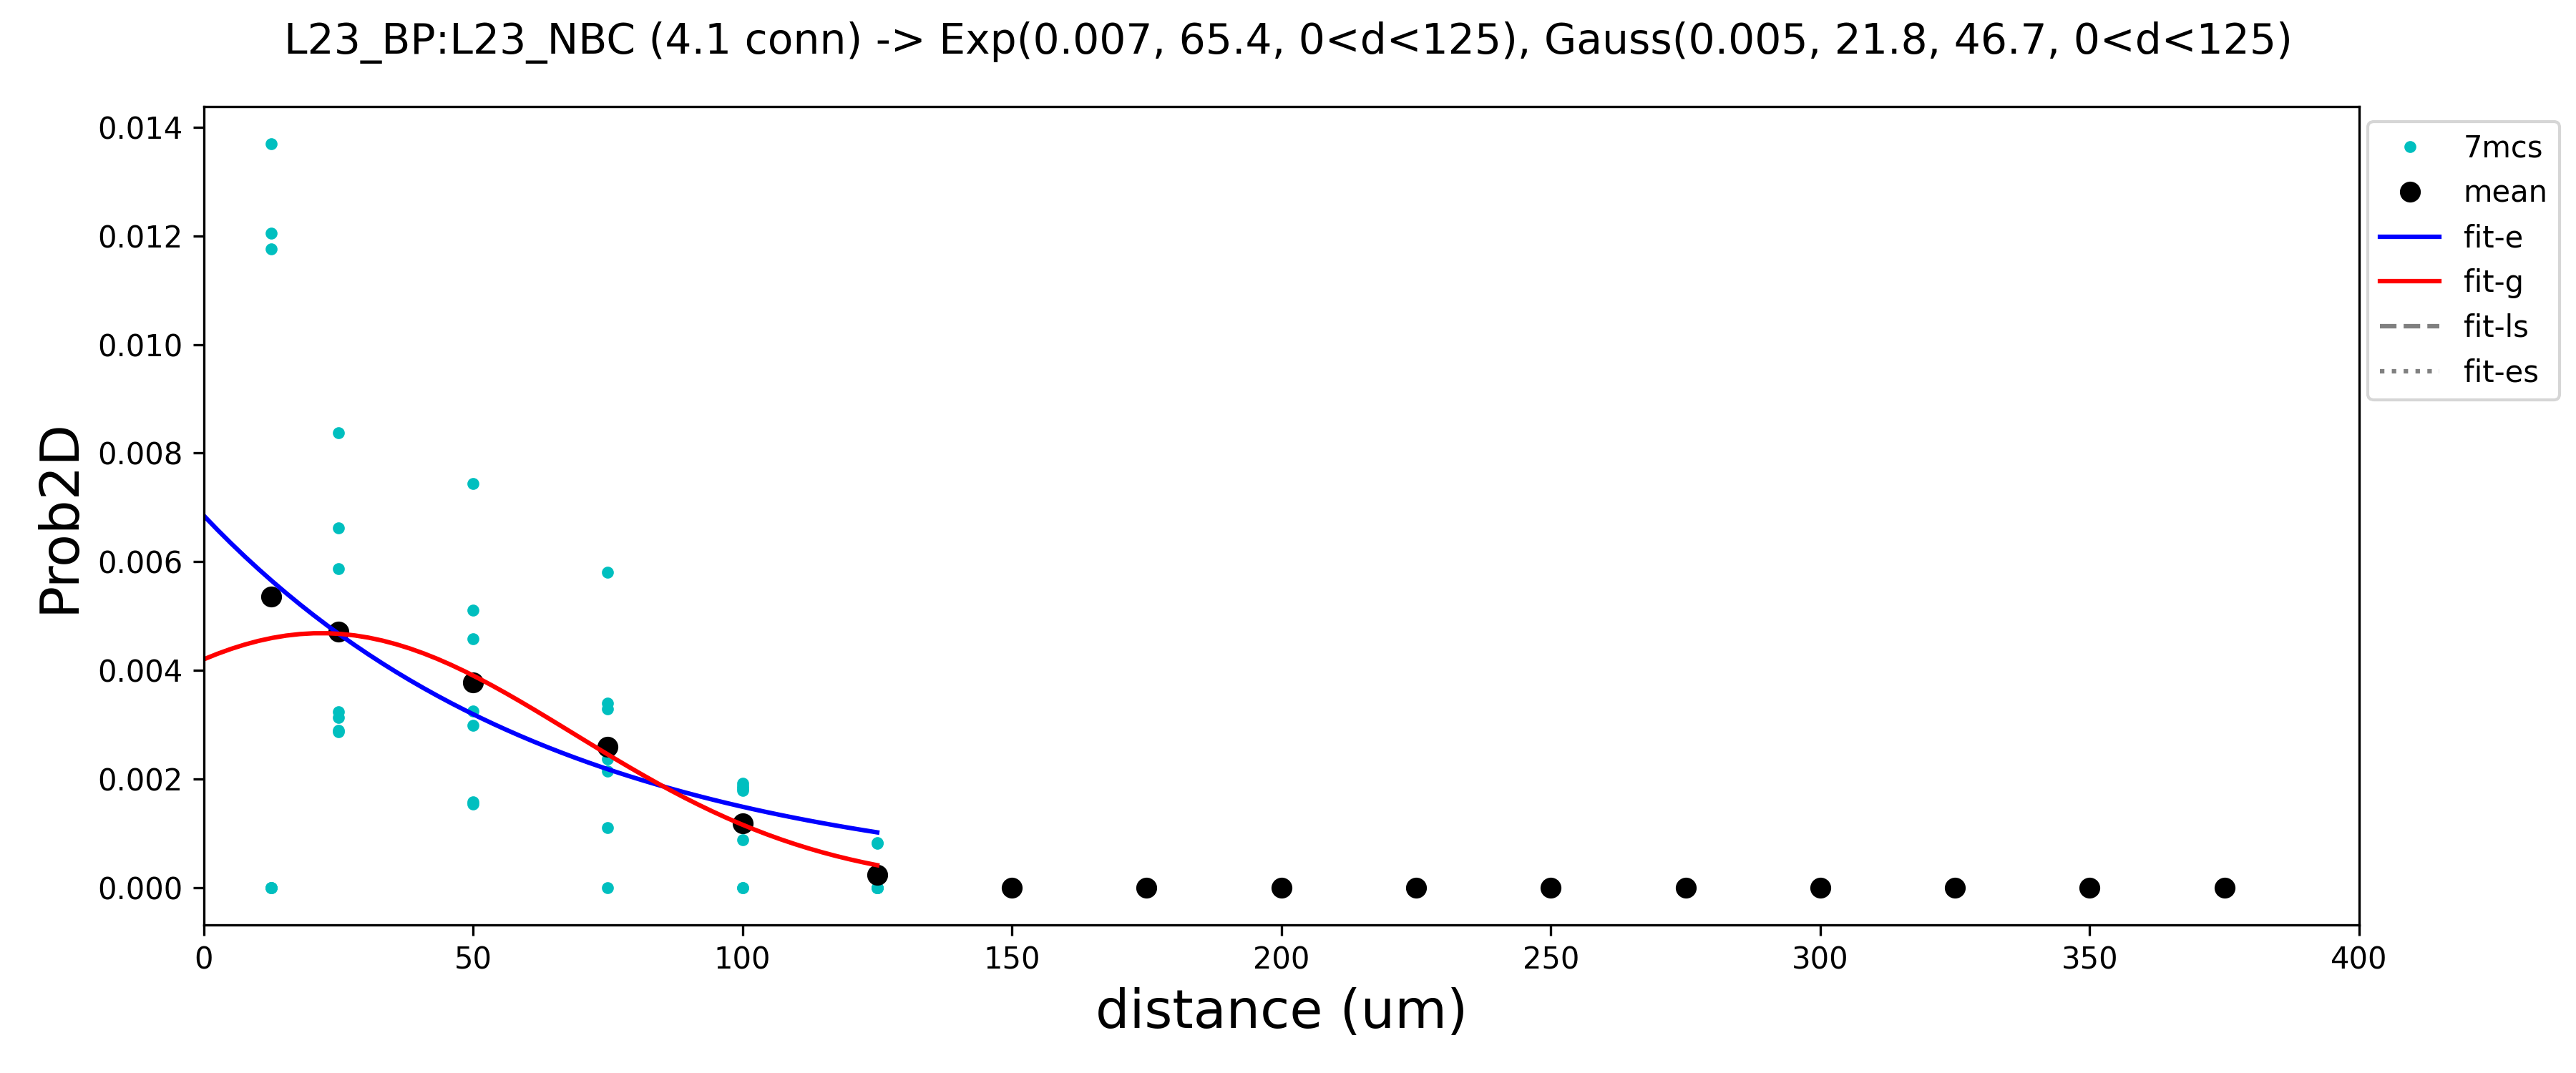 L23_BP:L23_NBC (4.1 conn) -> Exp(0.007, 65.4, 0<d<125), Gauss(0.005, 21.8, 46.7, 0<d<125)
0.014
0.012
0.010
0.008
0.006
0.004
0.002
0.000
Prob2D
0 50 100 150 200 250 300 350 400
distance (um)
7mcs
mean
fit-e
fit-g
fit-ls
fit-es